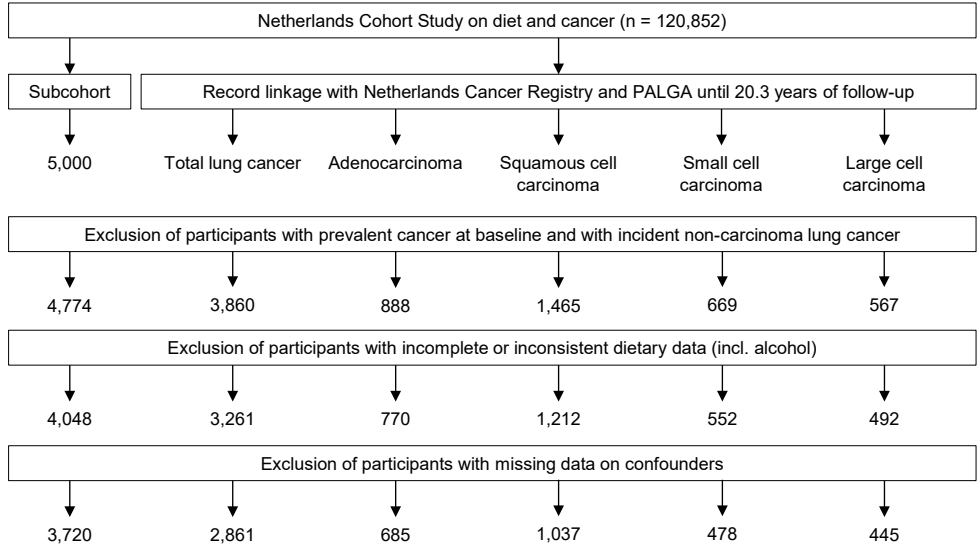 Netherlands Cohort Study on diet and cancer (n = 120,852)
Subcohort
Record linkage with Netherlands Cancer Registry and PALGA until 20.3 years of follow-up
5,000
Total lung cancer
Adenocarcinoma
Squamous cell
carcinoma
Small cell
carcinoma
Large cell
carcinoma
Exclusion of participants with prevalent cancer at baseline and with incident non-carcinoma lung cancer
4,774 3,860 888 1,465 669 567
Exclusion of participants with incomplete or inconsistent dietary data (incl. alcohol)
4,048 3,261 770 1,212 552 492
Exclusion of participants with missing data on confounders
3,720 2,861 685 1,037 478 445